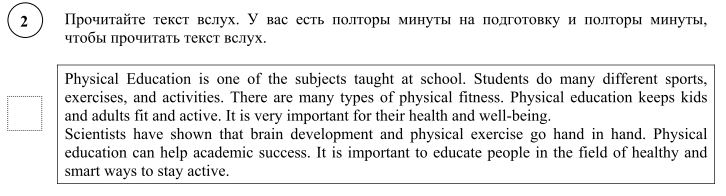 2
Прочитайте текст вслух. У вас есть полторы минуты на подготовку и полторы минуты,
чтобы прочитать текст вслух.
Physical Education is one of the subjects taught at school. Students do many different sports,
exercises, and activities. There are many types of physical fitness. Physical education keeps kids
and adults fit and active. It is very important for their health and well-being.
Scientists have shown that brain development and physical exercise go hand in hand. Physical
education can help academic success. It is important to educate people in the field of healthy and
smart ways to stay active.